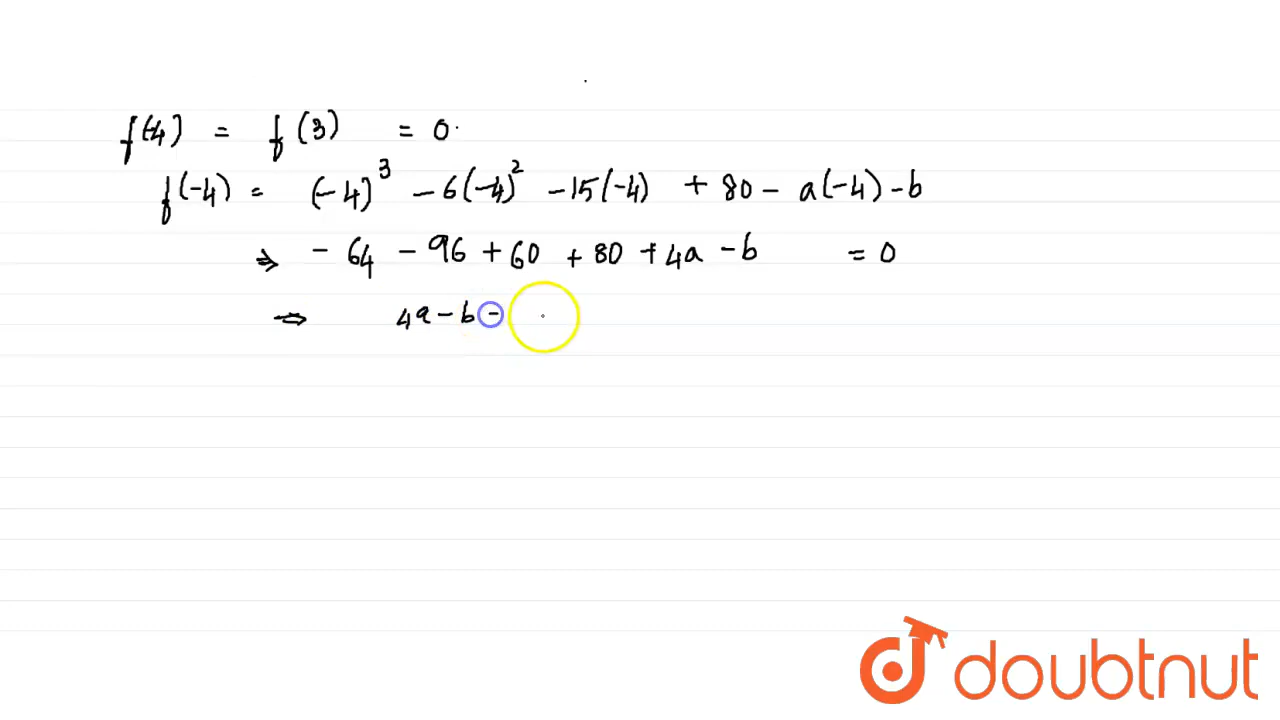 f(-4) = f(3) = 0.
f(-4) = (-4)³ - 6(-4)² - 15(-4) + 80 - a(-4) - b
⇒ - 64 - 96 + 60 + 80 + 4a - b = 0
⇒ 4a - b -
doubtnut